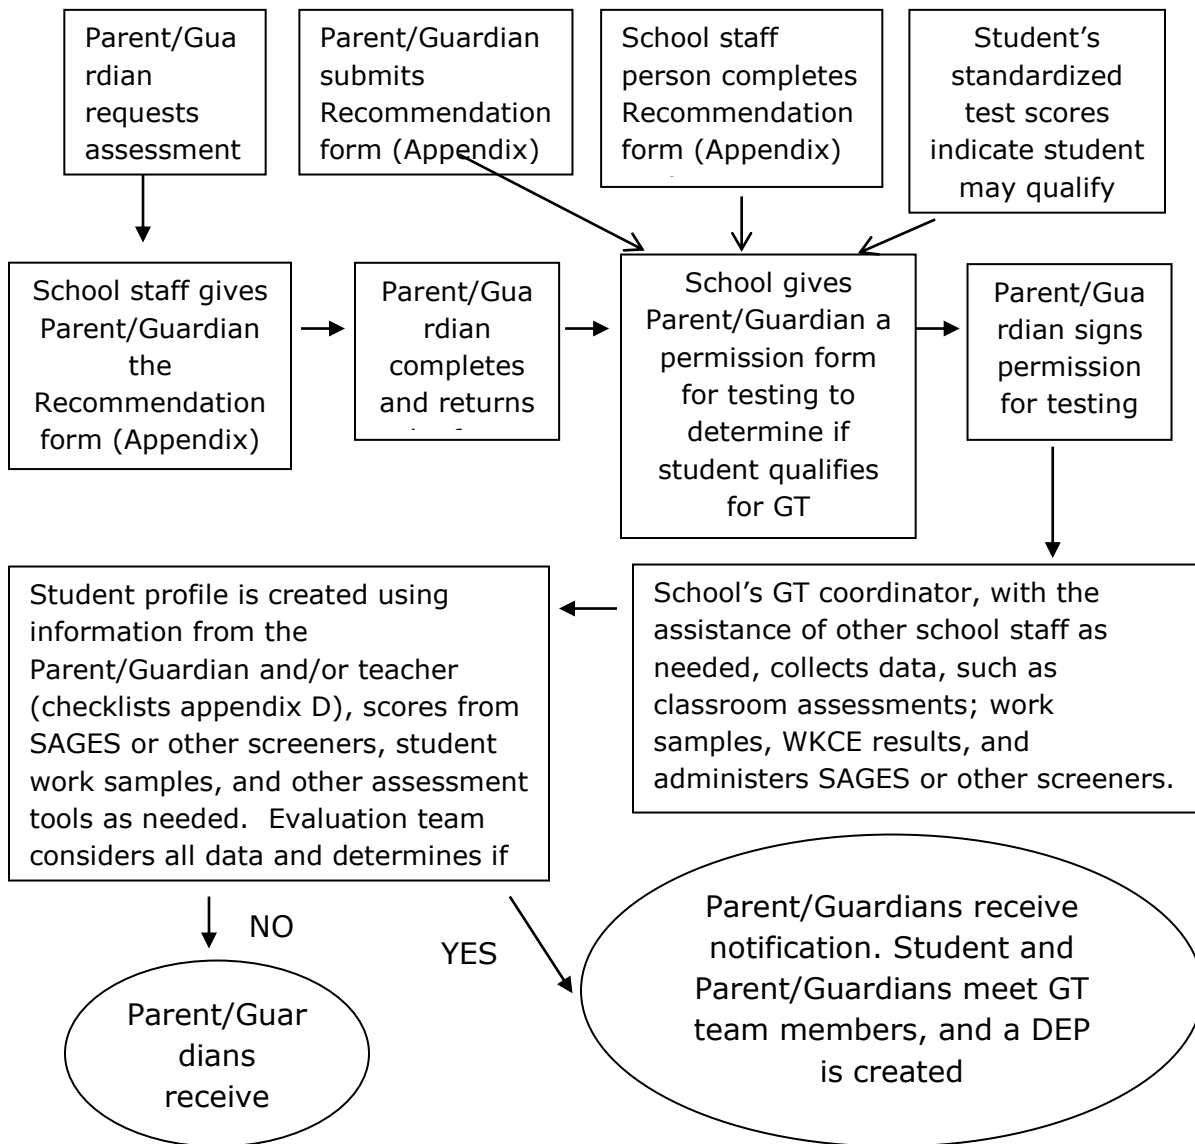 Parent/Gua
rdian
requests
assessment
Parent/Guardian
submits
Recommendation
form (Appendix)
School staff
person completes
Recommendation
form (Appendix)
Student’s
standardized
test scores
indicate student
may qualify
School staff gives
Parent/Guardian
the
Recommendation
form (Appendix)
Parent/Gua
rdian
completes
and returns
School gives
Parent/Guardian a
permission form
for testing to
determine if
student qualifies
for GT
Parent/Gua
rdian signs
permission
for testing
School’s GT coordinator, with the
assistance of other school staff as
needed, collects data, such as
classroom assessments; work
samples, WKCE results, and
administers SAGES or other screeners.
Student profile is created using
information from the
Parent/Guardian and/or teacher
(checklists appendix D), scores from
SAGES or other screeners, student
work samples, and other assessment
tools as needed.  Evaluation team
considers all data and determines if
NO
YES
Parent/Guar
dians
receive
Parent/Guardians receive
notification. Student and
Parent/Guardians meet GT
team members, and a DEP
is created